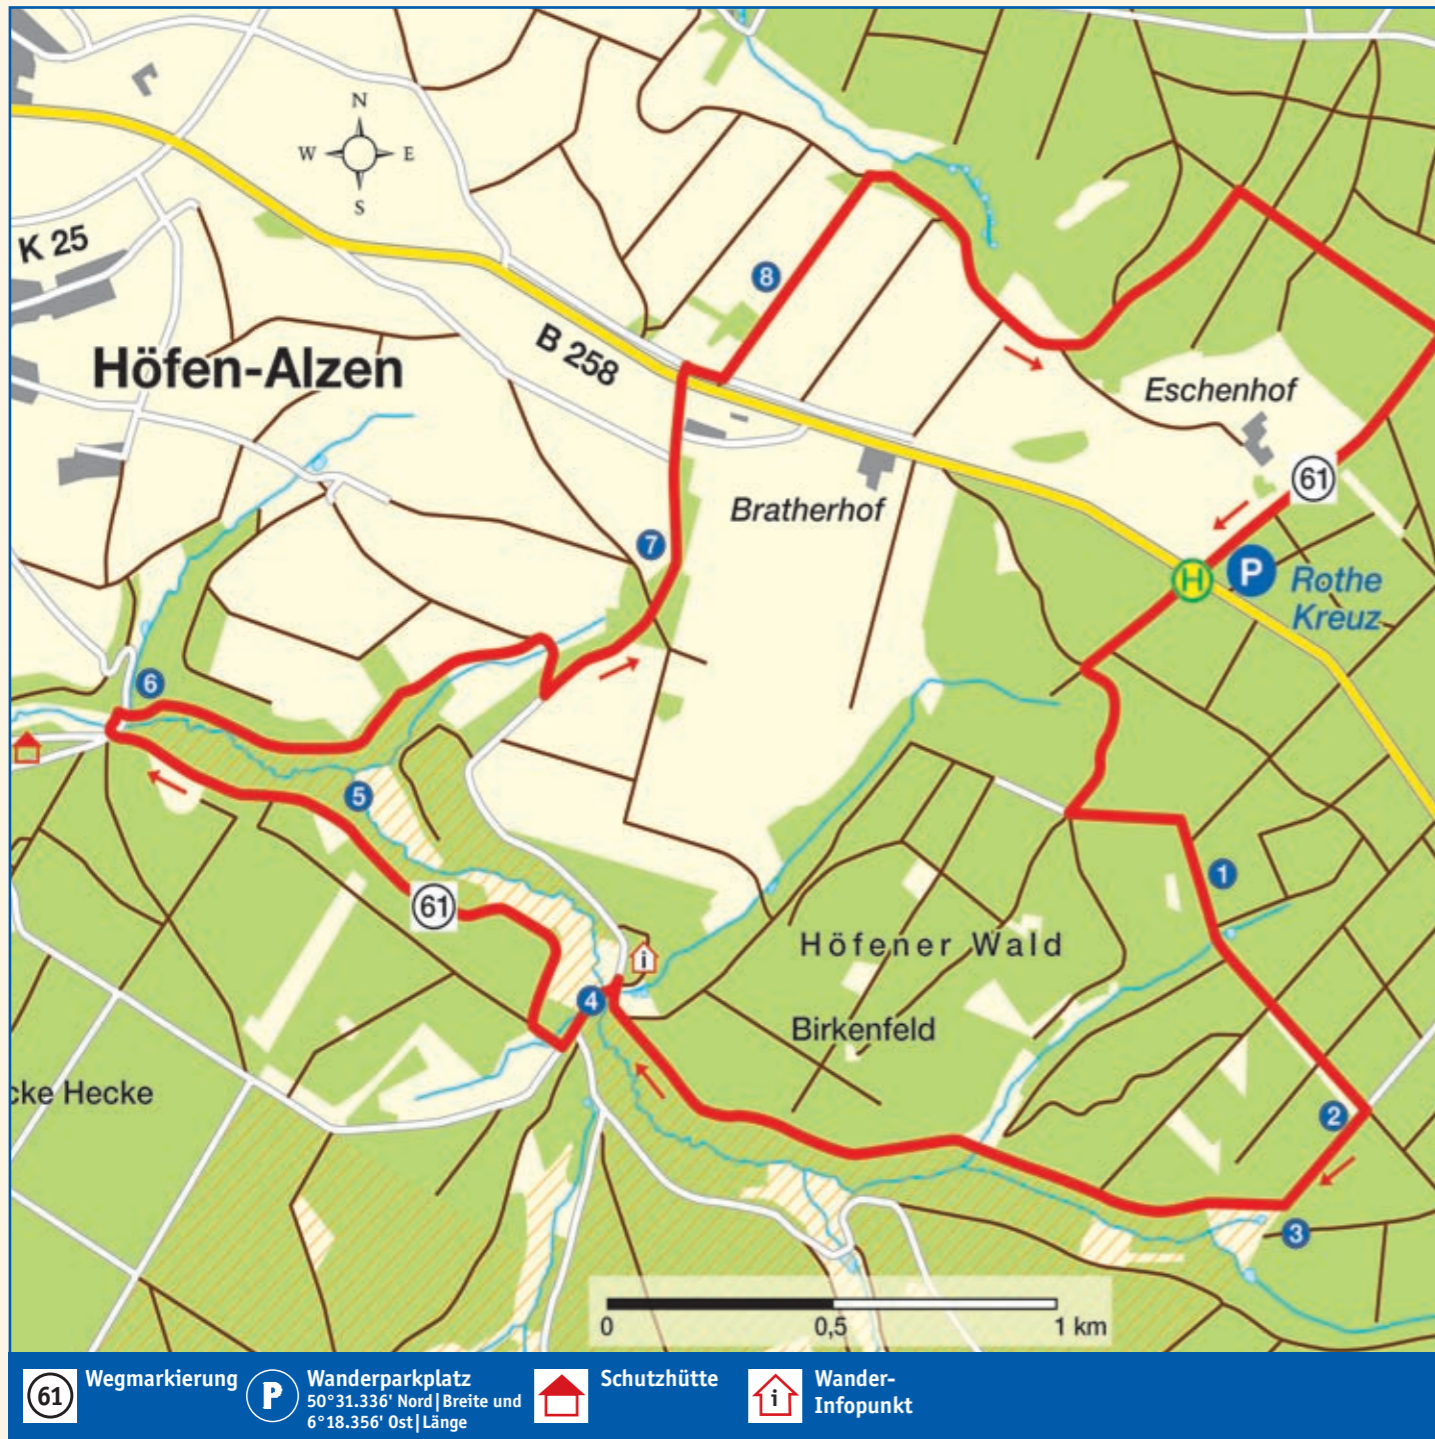 N
W E
S
K 25
8
B 258
Höfen-Alzen
Eschenhof
61
Bratherhof
7
H
P
Rothe
Kreuz
6
5
1
61
i
Höfener Wald
4
Birkenfeld
cke Hecke
2
3
0 0,5 1 km
61 Wegmarkierung
P Wanderparkplatz
50°31.336' Nord|Breite und
6°18.356' Ost|Länge
Schutzhütte
i Wander-
Infopunkt